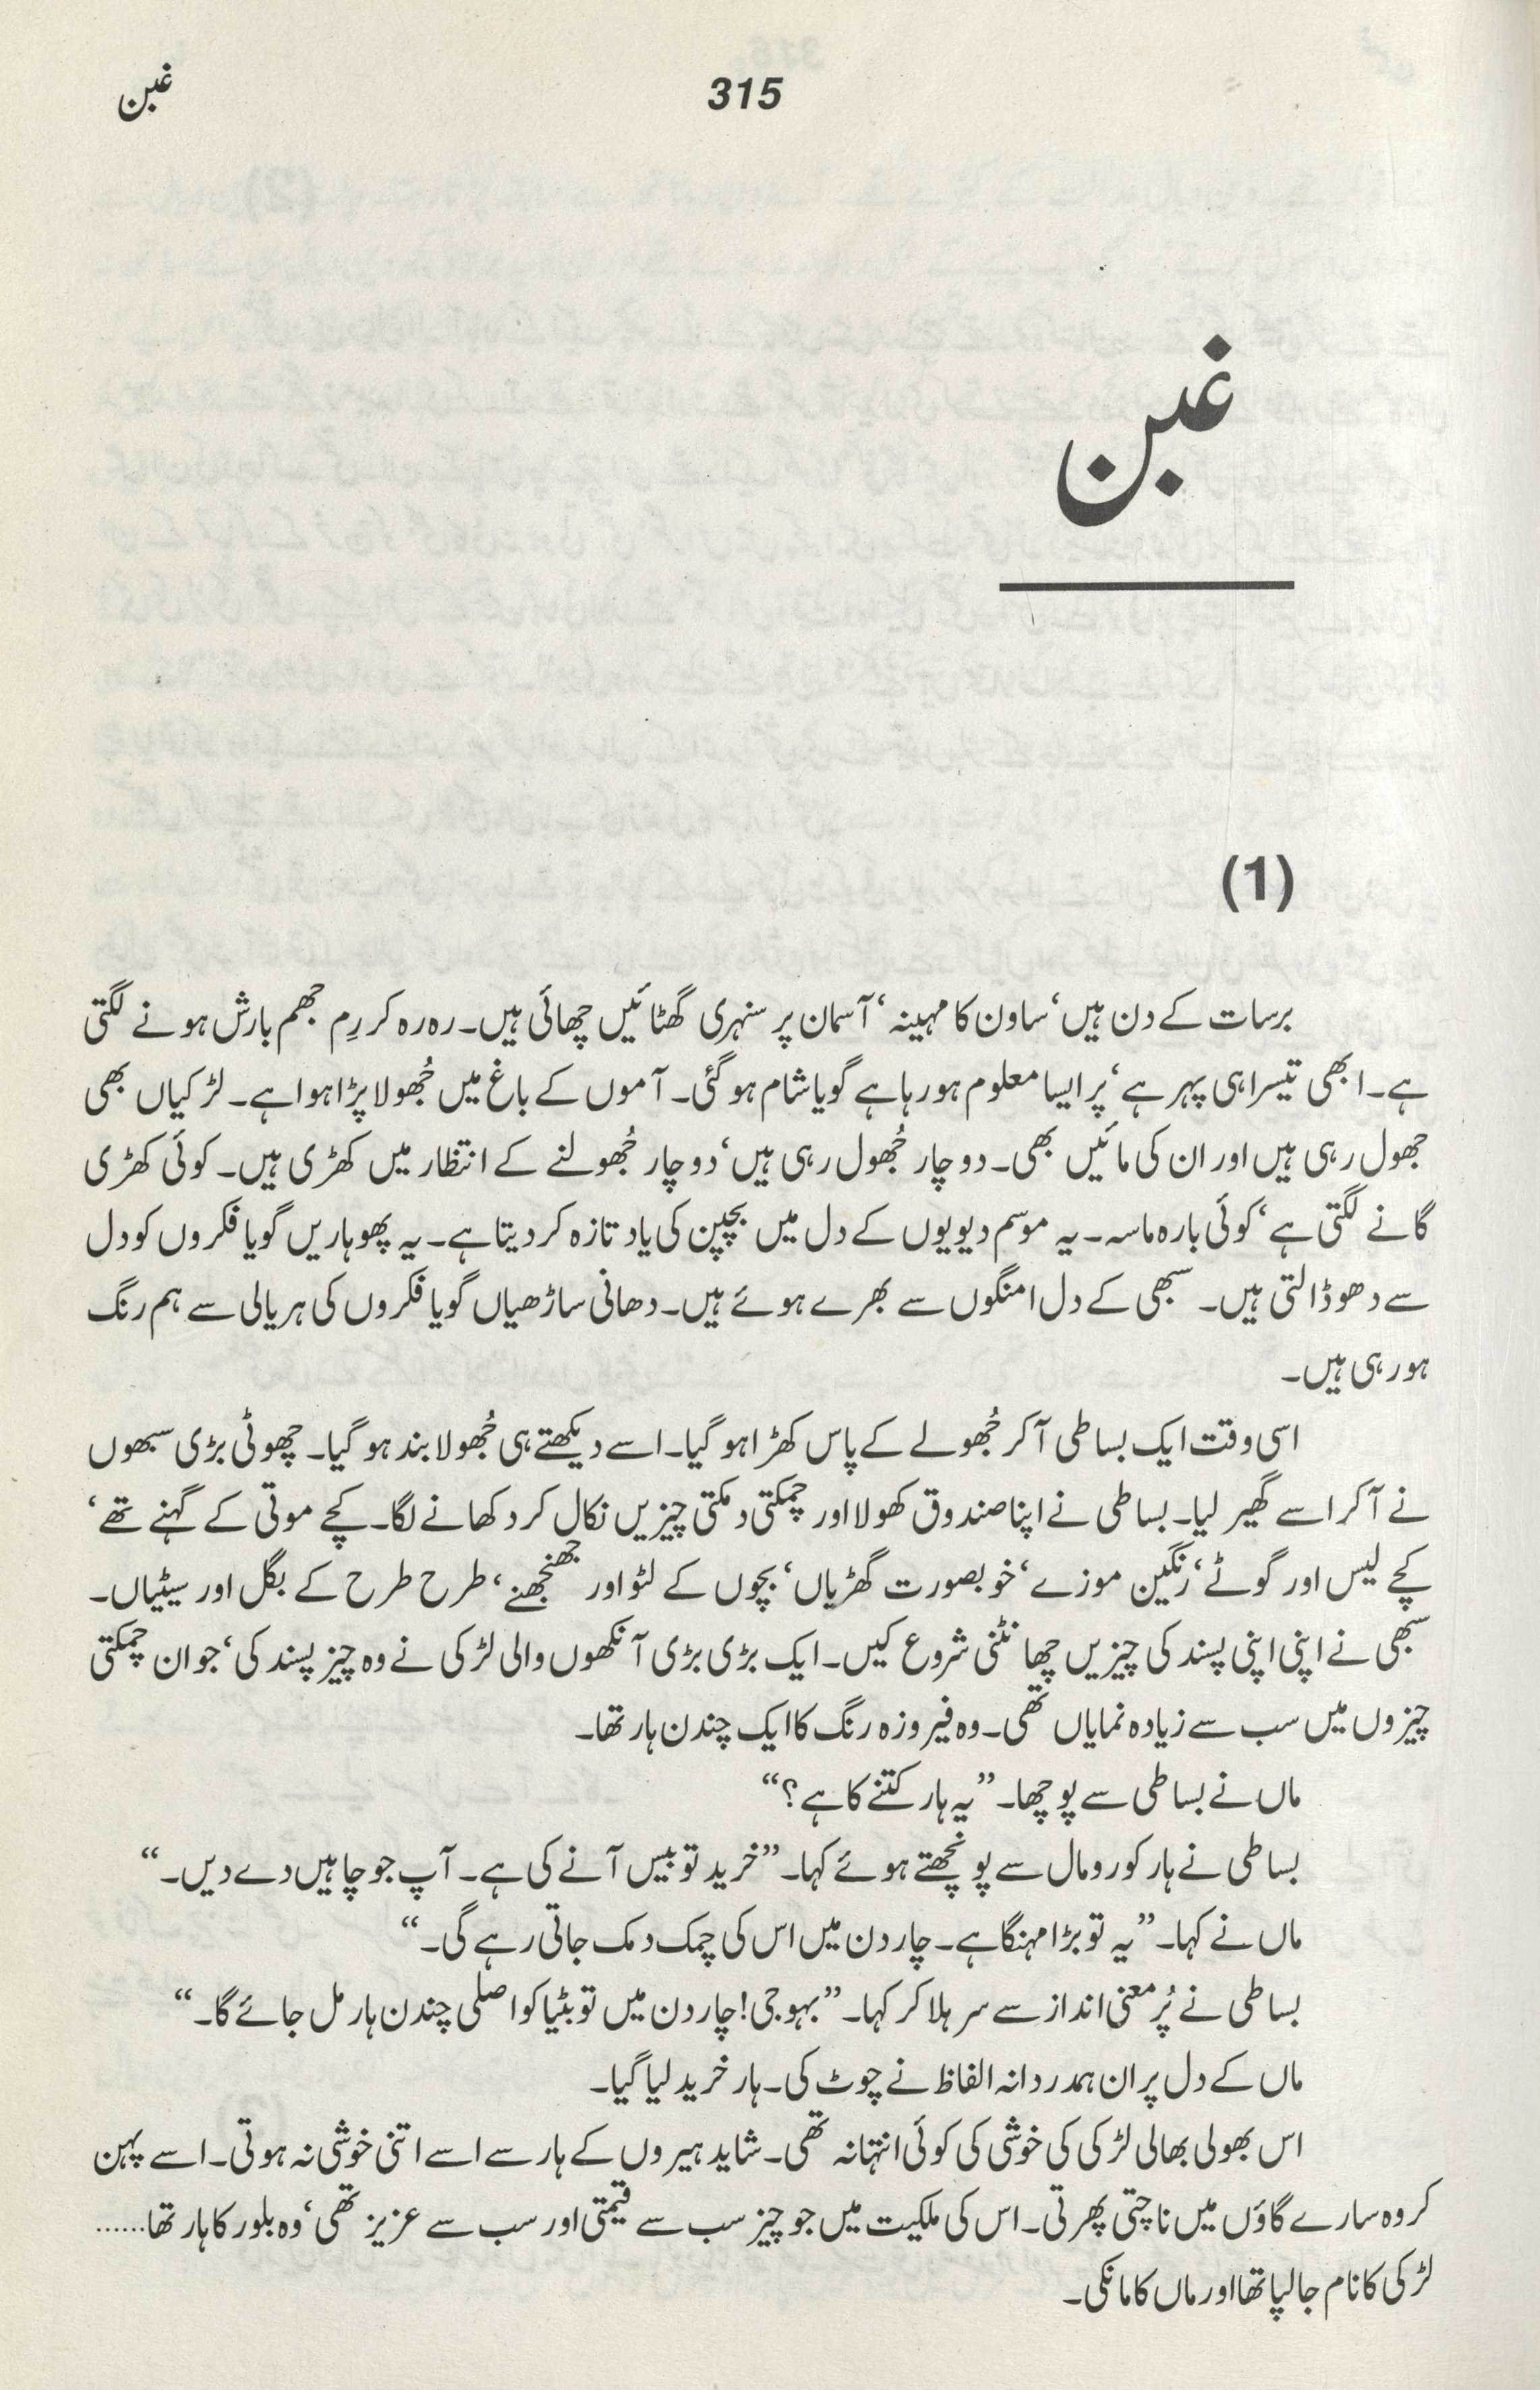 غبن
315
غبن
(1)
برسات کے دن ہیں‘ ساون کا مہینہ‘ آسمان پر سنہری گھٹائیں چھائی ہیں۔ رہ رہ کر رِم جھم بارش ہونے لگتی
ہے۔ ابھی تیسرا ہی پہر ہے‘ پر ایسا معلوم ہو رہا ہے گویا شام ہو گئی۔ آموں کے باغ میں جُھولا پڑا ہوا ہے۔ لڑکیاں بھی
جھول رہی ہیں اور ان کی مائیں بھی۔ دو چار جُھول رہی ہیں‘ دو چار جُھولنے کے انتظار میں کھڑی ہیں۔ کوئی کھڑی
گانے لگتی ہے‘ کوئی بارہ ماسہ۔ یہ موسم دیویوں کے دل میں بچپن کی یاد تازہ کر دیتا ہے۔ یہ پھوہاریں گویا فکروں کو دل
سے دھو ڈالتی ہیں۔ سبھی کے دل امنگوں سے بھرے ہوئے ہیں۔ دھانی ساڑھیاں گویا فکروں کی ہریالی سے ہم رنگ
ہو رہی ہیں۔
اسی وقت ایک بساطی آکر جُھولے کے پاس کھڑا ہو گیا۔ اسے دیکھتے ہی جُھولا بند ہو گیا۔ چھوٹی بڑی سبھوں
نے آکر اسے گھیر لیا۔ بساطی نے اپنا صندوق کھولا اور چمکتی دمکتی چیزیں نکال کر دکھانے لگا۔ کچے موتی کے گہنے تھے‘
کچے لیس اور گوٹے‘ رنگین موزے‘ خوبصورت گھڑیاں‘ بچوں کے لٹو اور جھنجھنے‘ طرح طرح کے بگل اور سیٹیاں۔
سبھی نے اپنی اپنی پسند کی چیزیں چھانٹنی شروع کیں۔ ایک بڑی بڑی آنکھوں والی لڑکی نے وہ چیز پسند کی‘ جو ان چمکتی
چیزوں میں سب سے زیادہ نمایاں تھی۔ وہ فیروزہ رنگ کا ایک چندن ہار تھا۔
ماں نے بساطی سے پوچھا۔ ”یہ ہار کتنے کا ہے؟“
بساطی نے ہار کو رومال سے پونچھتے ہوئے کہا۔ ”خرید تو بیس آنے کی ہے۔ آپ جو چاہیں دے دیں۔“
ماں نے کہا۔ ”یہ تو بڑا مہنگا ہے۔ چار دن میں اس کی چمک دمک جاتی رہے گی۔“
بساطی نے پُر معنی انداز سے سر ہلا کر کہا۔ ”بہو جی! چار دن میں تو بٹیا کو اصلی چندن ہار مل جائے گا۔“
ماں کے دل پر ان ہمدردانہ الفاظ نے چوٹ کی۔ ہار خرید لیا گیا۔
اس بھولی بھالی لڑکی کی خوشی کی کوئی انتہا نہ تھی۔ شاید ہیروں کے ہار سے اسے اتنی خوشی نہ ہوتی۔ اسے پہن
کر وہ سارے گاؤں میں ناچتی پھرتی۔ اس کی ملکیت میں جو چیز سب سے قیمتی اور سب سے عزیز تھی‘ وہ بلور کا ہار تھا......
لڑکی کا نام جالپا تھا اور ماں کا مانکی۔